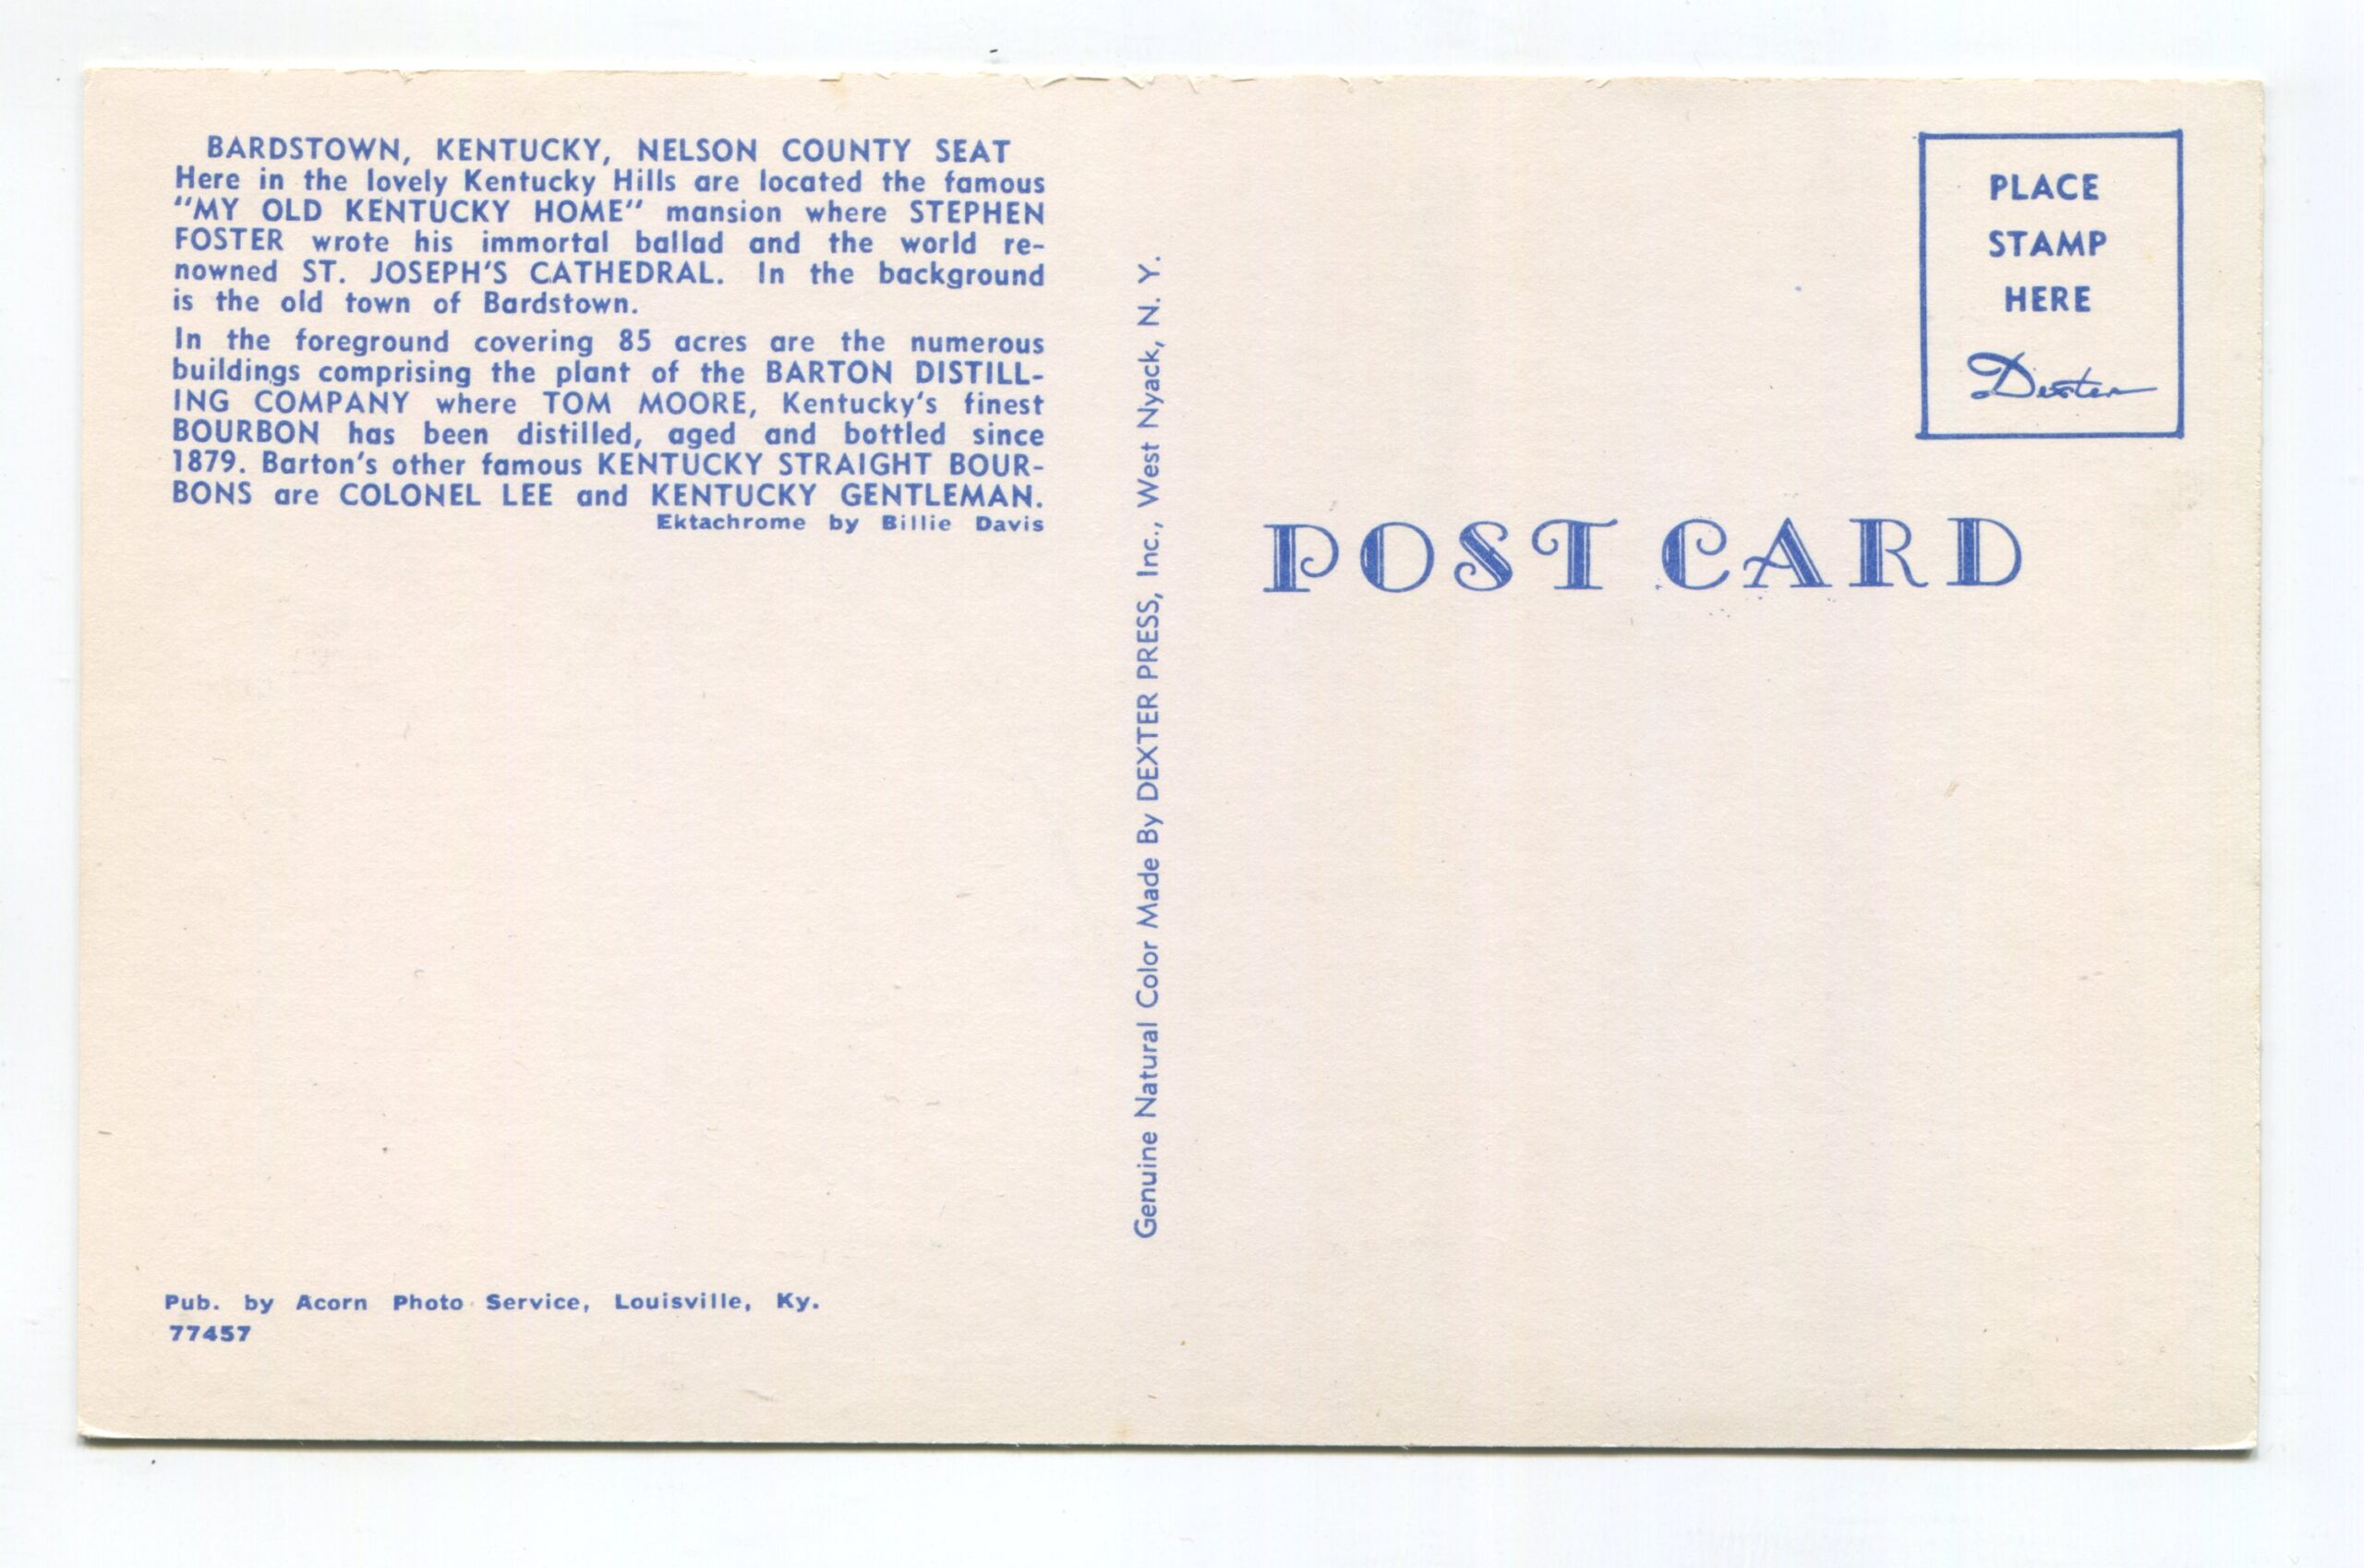 BARDSTOWN, KENTUCKY, NELSON COUNTY SEAT
Here in the lovely Kentucky Hills are located the famous
"MY OLD KENTUCKY HOME" mansion where STEPHEN
FOSTER wrote his immortal ballad and the world re-
nowned ST. JOSEPH'S CATHEDRAL. In the background
is the old town of Bardstown.
In the foreground covering 85 acres are the numerous
buildings comprising the plant of the BARTON DISTILL-
ING COMPANY where TOM MOORE, Kentucky's finest
BOURBON has been distilled, aged and bottled since
1879. Barton's other famous KENTUCKY STRAIGHT BOUR-
BONS are COLONEL LEE and KENTUCKY GENTLEMAN.
Ektachrome by Billie Davis
Pub. by Acorn Photo Service, Louisville, Ky.
77457
Genuine Natural Color Made By DEXTER PRESS, Inc., West Nyack, N. Y.
PLACE
STAMP
HERE
Dexter
POST CARD